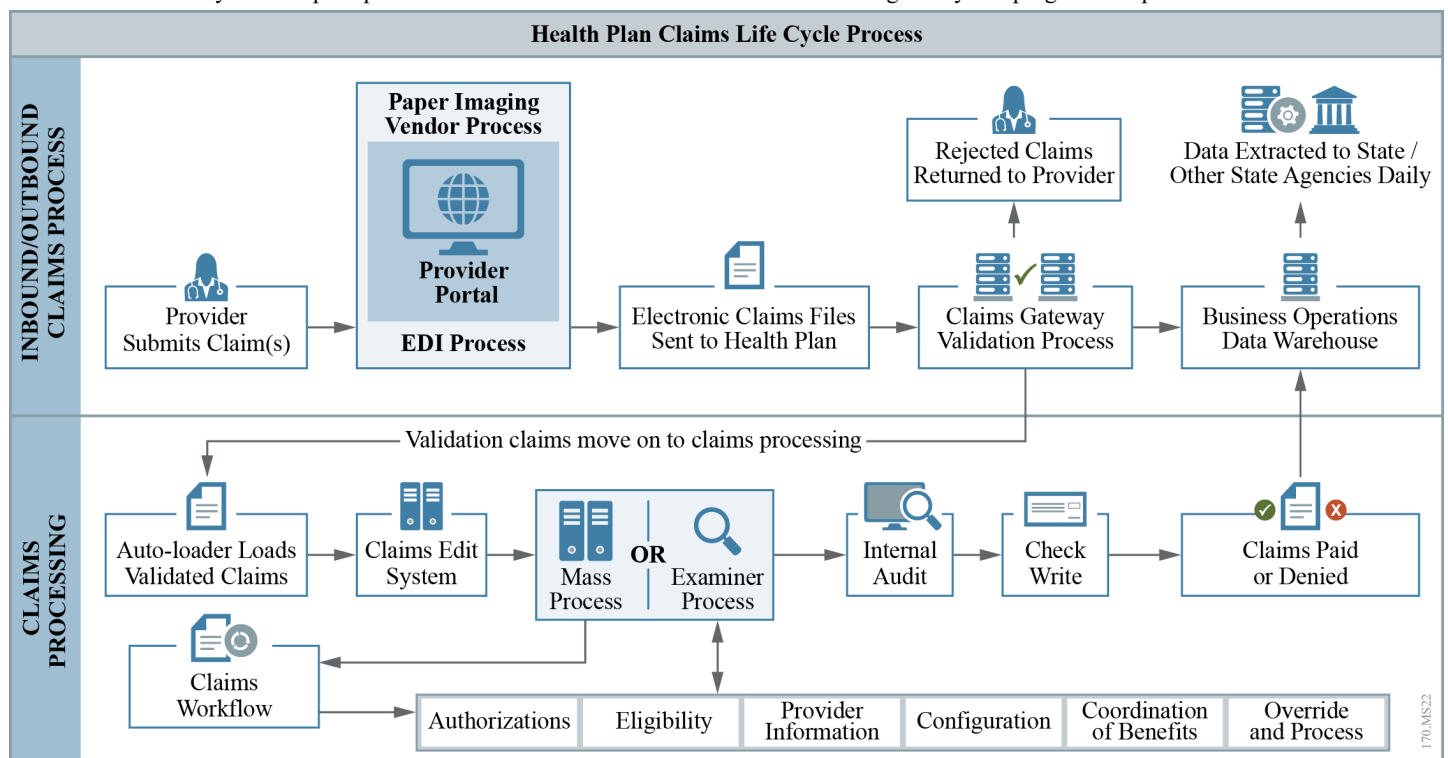 Health Plan Claims Life Cycle Process
INBOUND/OUTBOUND
CLAIMS PROCESS
Paper Imaging
Vendor Process
Provider
Portal
EDI Process
Provider
Submits Claim(s)
Electronic Claims Files
Sent to Health Plan
Rejected Claims
Returned to Provider
Claims Gateway
Validation Process
Data Extracted to State /
Other State Agencies Daily
Business Operations
Data Warehouse
CLAIMS
PROCESSING
Validation claims move on to claims processing
Auto-loader Loads
Validated Claims
Claims Edit
System
Mass
Process
OR
Examiner
Process
Internal
Audit
Check
Write
Claims Paid
or Denied
Claims
Workflow
Authorizations
Eligibility
Provider
Information
Configuration
Coordination
of Benefits
Override
and Process
170.MS22